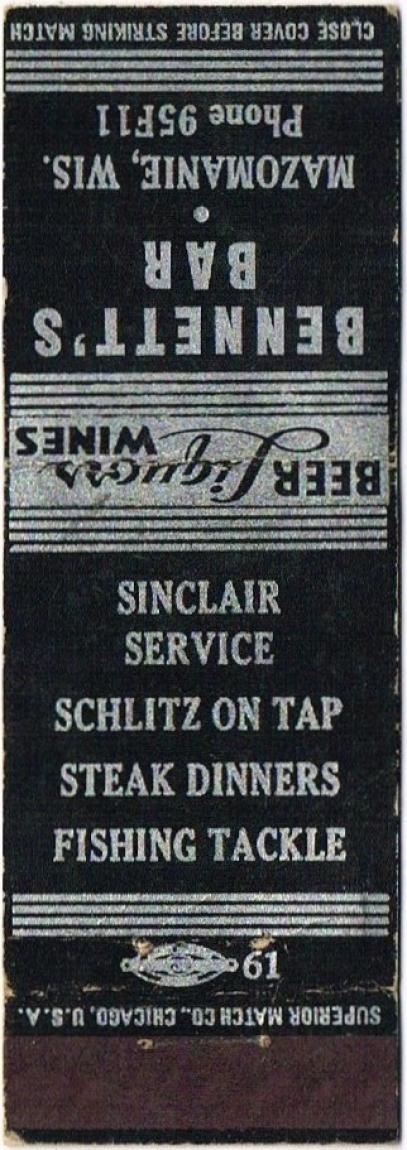 CLOSE COVER BEFORE STRIKING MATCH
Phone 95F11
MAZOMANIE, WIS.
•
BAR
BENNETT'S
BEER Liquors WINES
SINCLAIR
SERVICE
SCHLITZ ON TAP
STEAK DINNERS
FISHING TACKLE
61
SUPERIOR MATCH CO., CHICAGO, U.S.A.